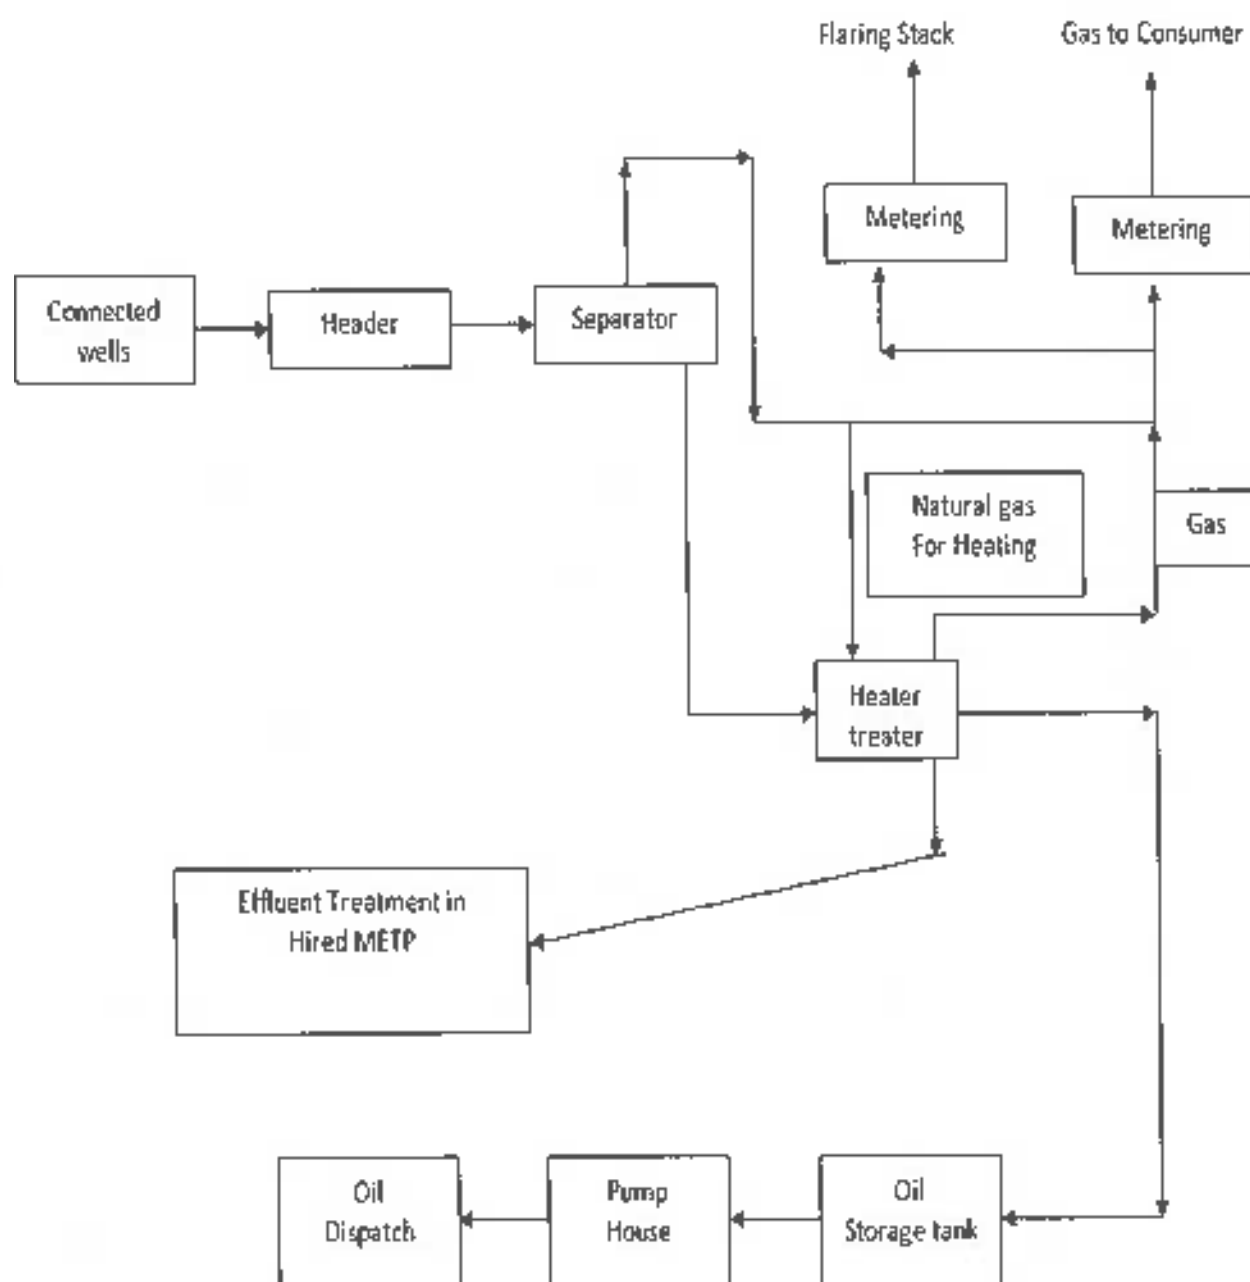 Flaring Stack
Gas to Consumer
Metering
Metering
Connected
wells
Header
Separator
Natural gas
For Heating
Gas
Heater
treater
Effluent Treatment in
Hired METP
Oil
Dispatch
Pump
House
Oil
Storage tank